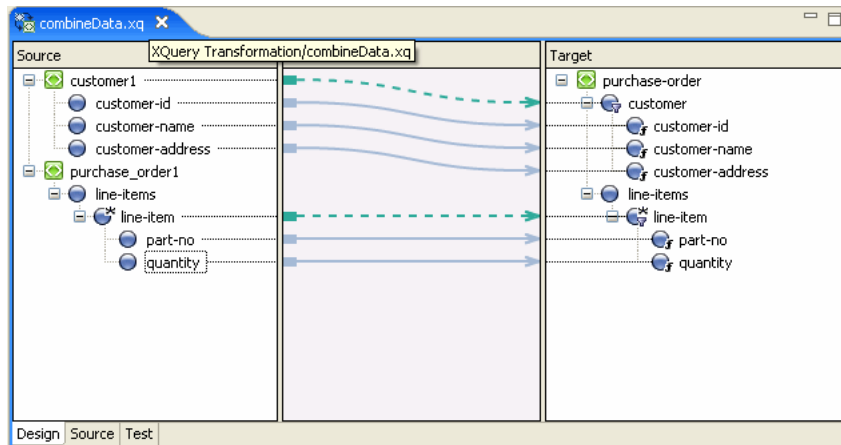 combineData.xq
XQuery Transformation/combineData.xq
Source
customer1
customer-id
customer-name
customer-address
purchase_order1
line-items
line-item
part-no
quantity
Target
purchase-order
customer
customer-id
customer-name
customer-address
line-items
line-item
part-no
quantity
Design Source Test